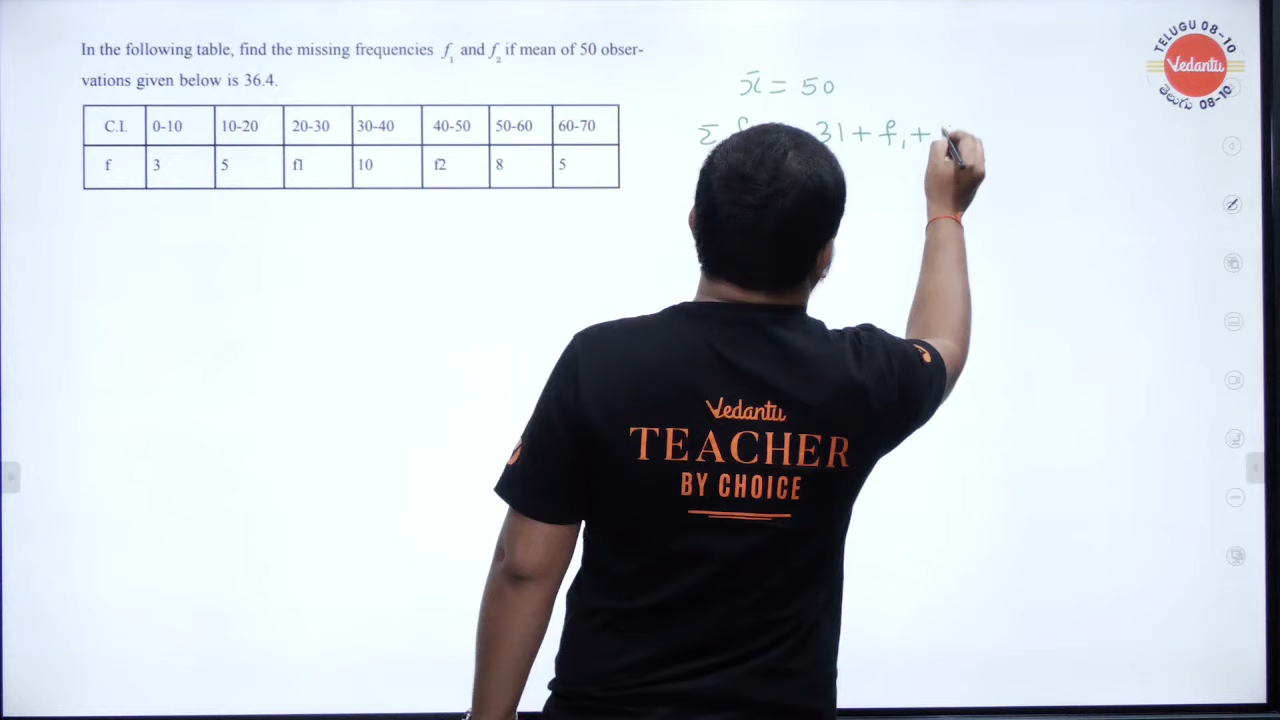 In the following table, find the missing frequencies f₁ and f₂ if mean of 50 obser-
vations given below is 36.4.
C.I. 0-10 10-20 20-30 30-40 40-50 50-60 60-70
f 3 5 f1 10 f2 8 5
x̄ = 50
Σ 31 + f₁ +
TELUGU 08-10
Vedantu
తెలుగు 08-10
Vedantu
TEACHER
BY CHOICE